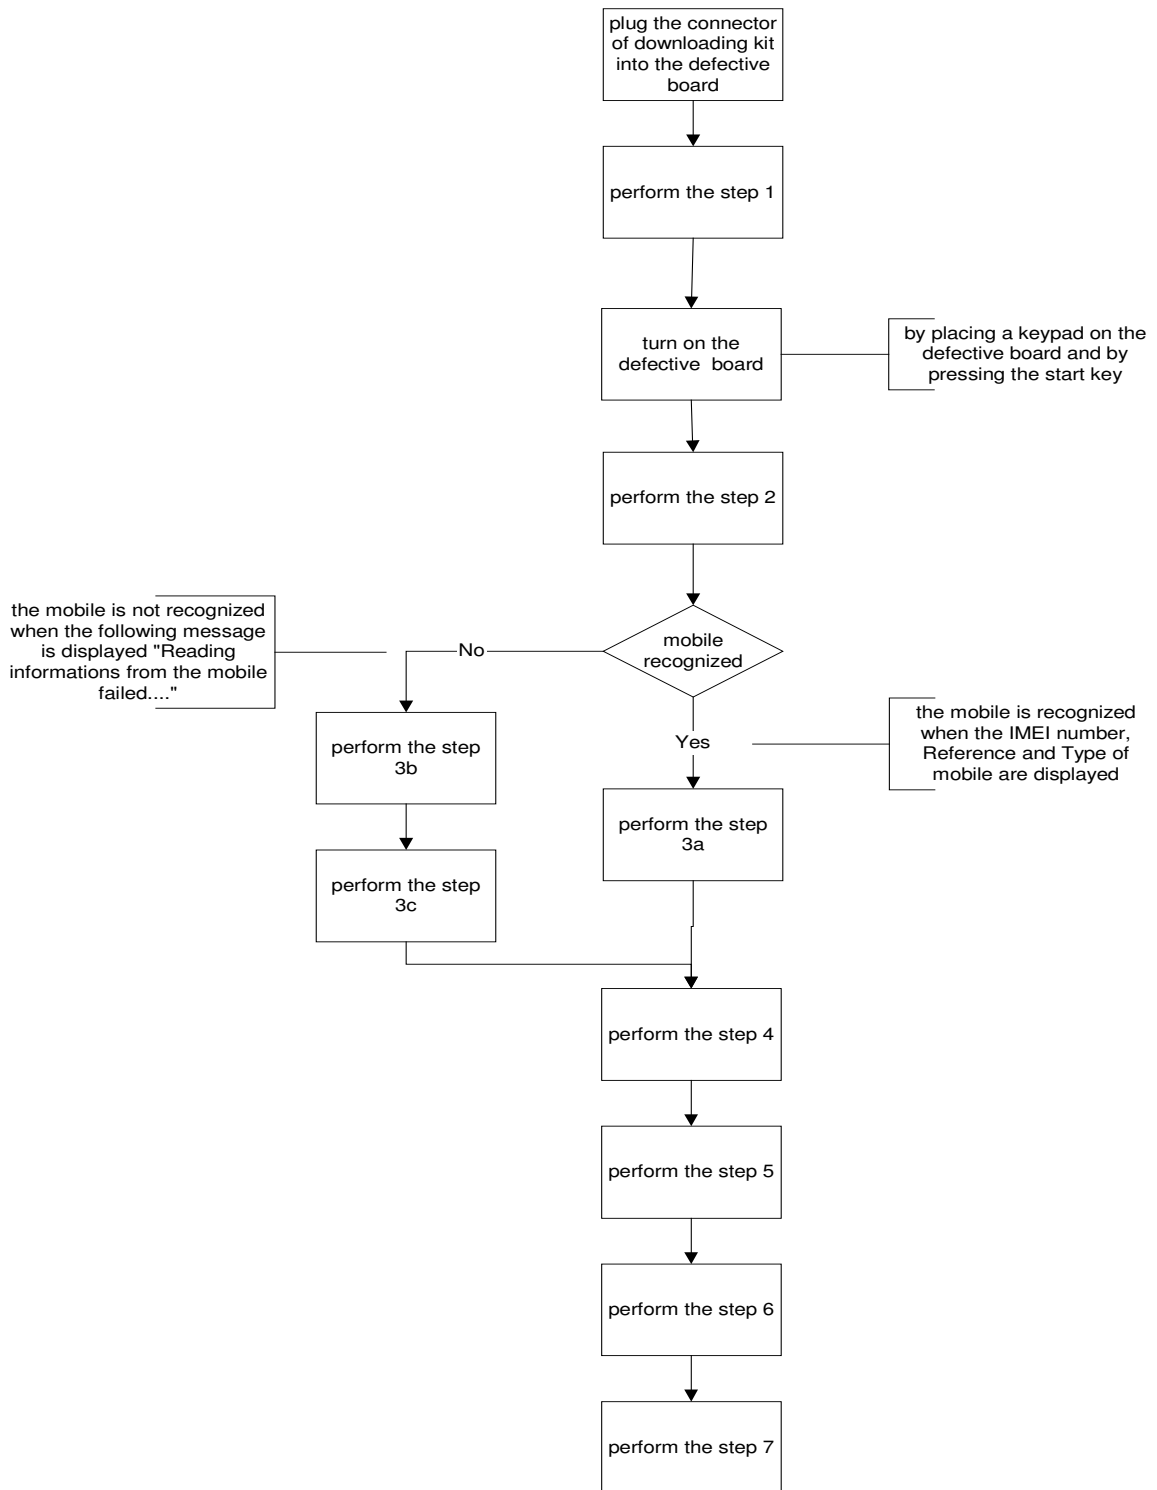 plug the connector
of downloading kit
into the defective
board
perform the step 1
turn on the
defective board
by placing a keypad on the
defective board and by
pressing the start key
perform the step 2
the mobile is not recognized
when the following message
is displayed "Reading
informations from the mobile
failed...."
No
mobile
recognized
Yes
the mobile is recognized
when the IMEI number,
Reference and Type of
mobile are displayed
perform the step
3b
perform the step
3a
perform the step
3c
perform the step 4
perform the step 5
perform the step 6
perform the step 7